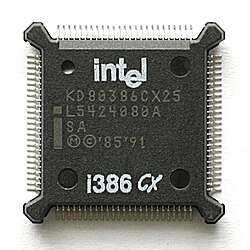 intel
KD80386CX25
L5424080A
SA
Ⓜ©'85'91
i386 CX